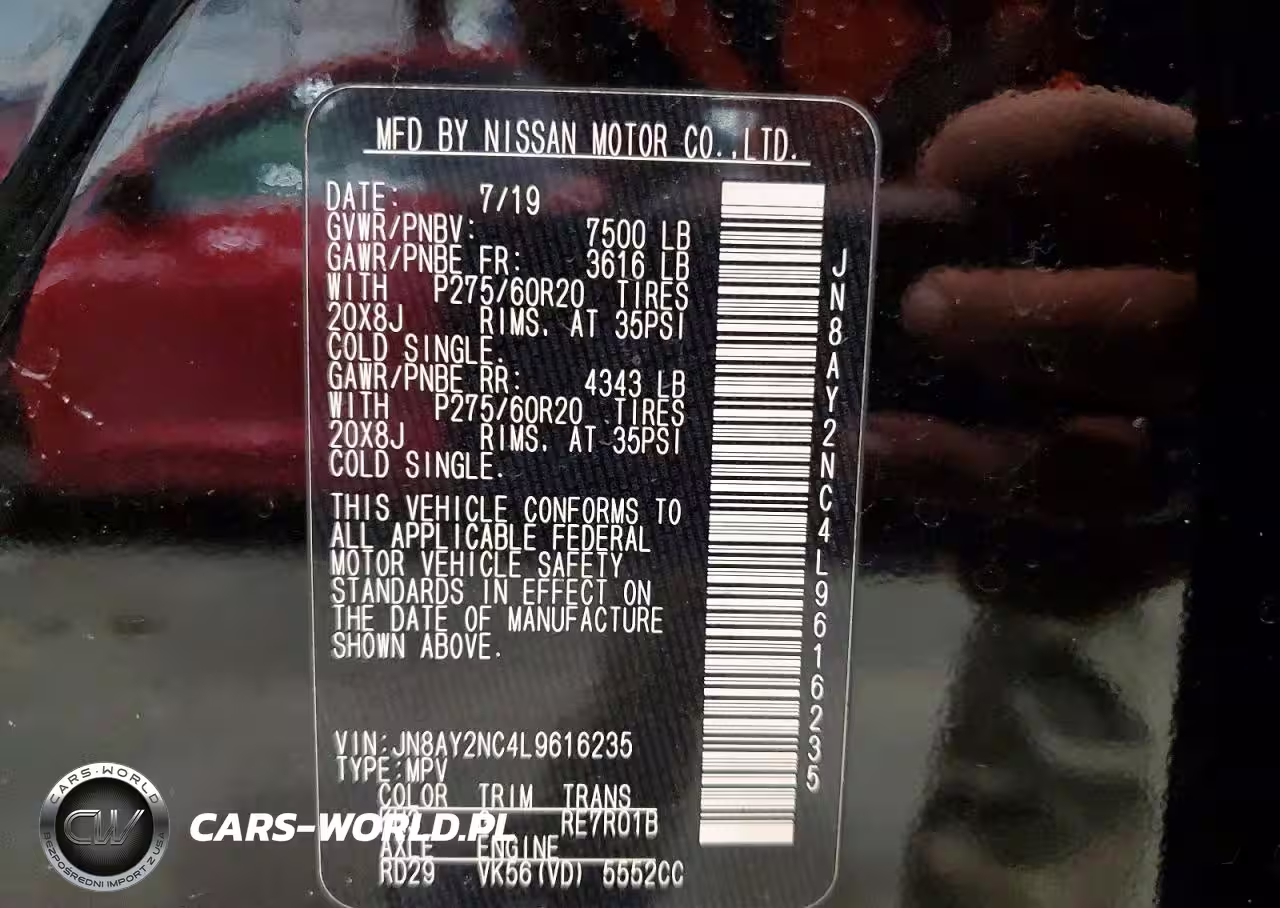 MFD BY NISSAN MOTOR CO.,LTD.
DATE: 7/19
GVWR/PNBV: 7500 LB
GAWR/PNBE FR: 3616 LB
WITH P275/60R20 TIRES
20X8J RIMS. AT 35PSI
COLD SINGLE.
GAWR/PNBE RR: 4343 LB
WITH P275/60R20 TIRES
20X8J RIMS. AT 35PSI
COLD SINGLE.
THIS VEHICLE CONFORMS TO
ALL APPLICABLE FEDERAL
MOTOR VEHICLE SAFETY
STANDARDS IN EFFECT ON
THE DATE OF MANUFACTURE
SHOWN ABOVE.
VIN:JN8AY2NC4L9616235
TYPE:MPV
COLOR TRIM TRANS
RE7R01B
AXLE ENGINE
RD29 VK56(VD) 5552CC
JN8AY2NC4L9616235
CARS-WORLD
CW
BEZPOŚREDNI IMPORT Z USA
CARS-WORLD.PL